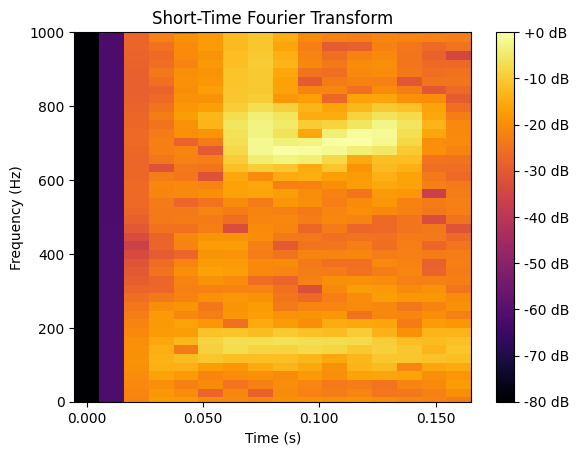 Short-Time Fourier Transform
Frequency (Hz)
1000
800
600
400
200
0
0.000
0.050
0.100
0.150
Time (s)
+0 dB
-10 dB
-20 dB
-30 dB
-40 dB
-50 dB
-60 dB
-70 dB
-80 dB